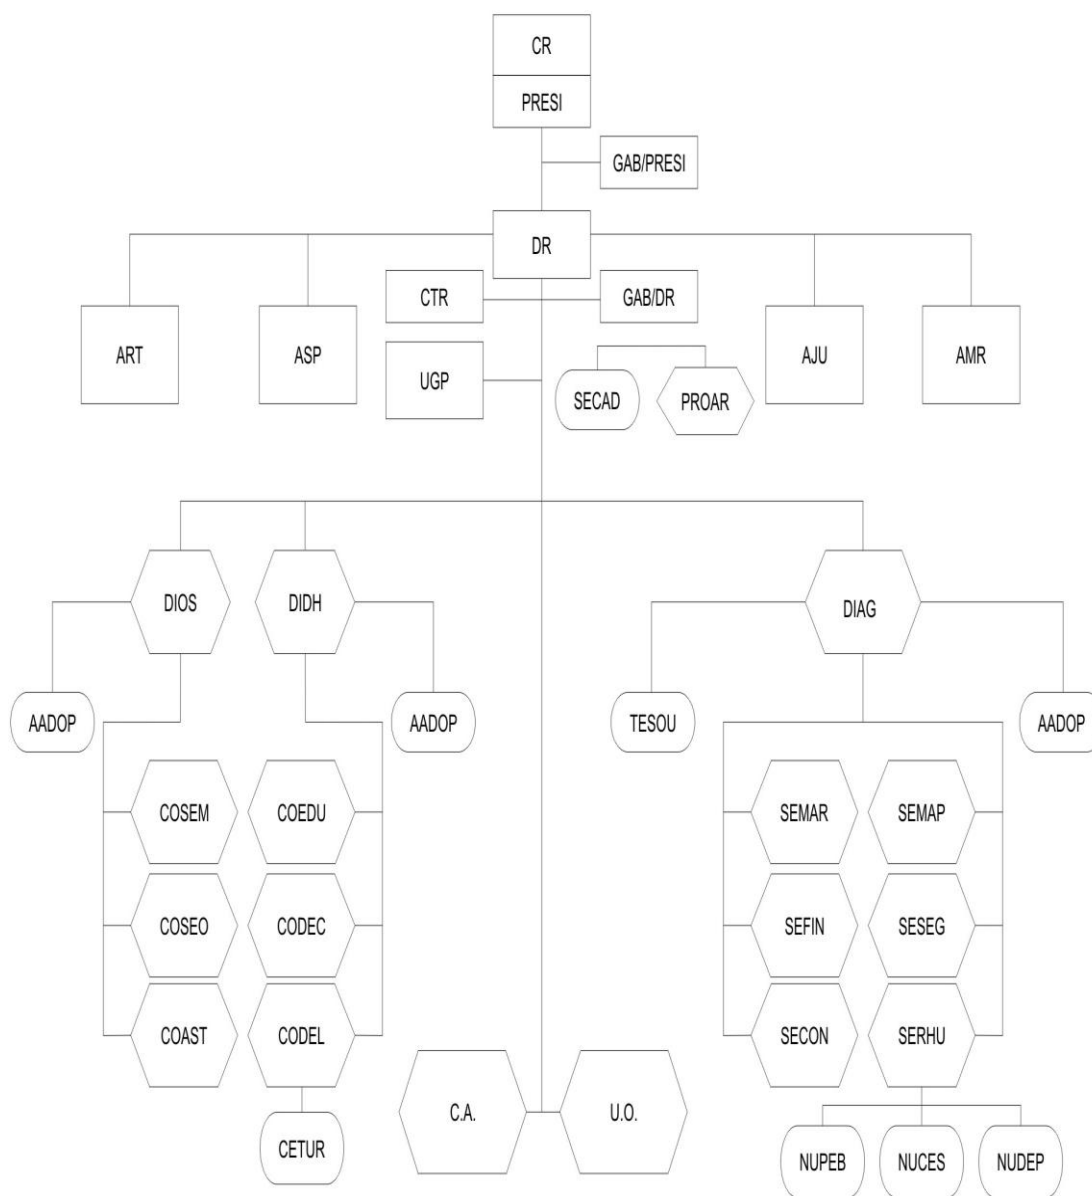 CR
PRESI
GAB/PRESI
DR
CTR
GAB/DR
ART
ASP
AJU
AMR
UGP
SECAD
PROAR
DIOS
DIDH
DIAG
AADOP
AADOP
TESOU
AADOP
COSEM
COEDU
SEMAR
SEMAP
COSEO
CODEC
SEFIN
SESEG
COAST
CODEL
SECON
SERHU
C.A.
U.O.
CETUR
NUPEB
NUCES
NUDEP